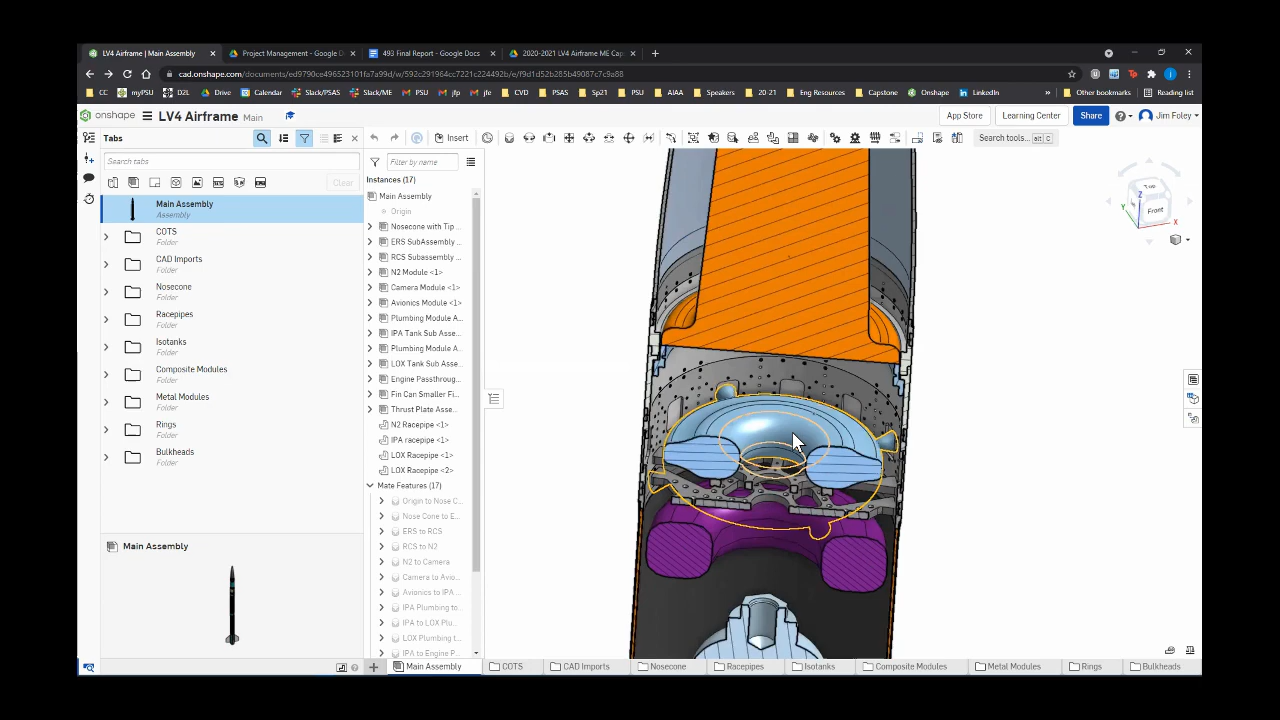 LV4 Airframe | Main Assembly
Project Management - Google D
493 Final Report - Google Docs
2020-2021 LV4 Airframe ME Cap
cad.onshape.com/documents/ed9790ce496523101fa7a99d/w/592c291964cc7221c224492b/e/f9d1d52b285b49087c7c9a88
CC
myPSU
D2L
Drive
Calendar
Slack/PSAS
Slack/ME
PSU
jfp
jfe
CVD
PSAS
Sp21
PSU
AIAA
Speakers
20-21
Eng Resources
Capstone
Onshape
LinkedIn
»
Other bookmarks
Reading list
onshape
LV4 Airframe Main
App Store
Learning Center
Share
Jim Foley
Tabs
Insert
Search tools...
alt C
Search tabs
Clear
Filter by name
Main Assembly
Assembly
COTS
Folder
CAD Imports
Folder
Nosecone
Folder
Racepipes
Folder
Isotanks
Folder
Composite Modules
Folder
Metal Modules
Folder
Rings
Folder
Bulkheads
Folder
Main Assembly
Instances (17)
Main Assembly
Origin
Nosecone with Tip ...
ERS SubAssembly ...
RCS Subassembly ...
N2 Module <1>
Camera Module <1>
Avionics Module <1>
Plumbing Module A...
IPA Tank Sub Asse...
Plumbing Module A...
LOX Tank Sub Asse...
Engine Passthroug...
Fin Can Smaller Fi...
Thrust Plate Asse...
N2 Racepipe <1>
IPA racepipe <1>
LOX Racepipe <1>
LOX Racepipe <2>
Mate Features (17)
Origin to Nose C...
Nose Cone to E...
ERS to RCS
RCS to N2
N2 to Camera
Camera to Avio...
Avionics to IPA ...
IPA Plumbing to...
IPA to LOX Plu...
LOX Plumbing t...
IPA to Engine P...
Top
Front
Z
Y
X
Main Assembly
COTS
CAD Imports
Nosecone
Racepipes
Isotanks
Composite Modules
Metal Modules
Rings
Bulkheads